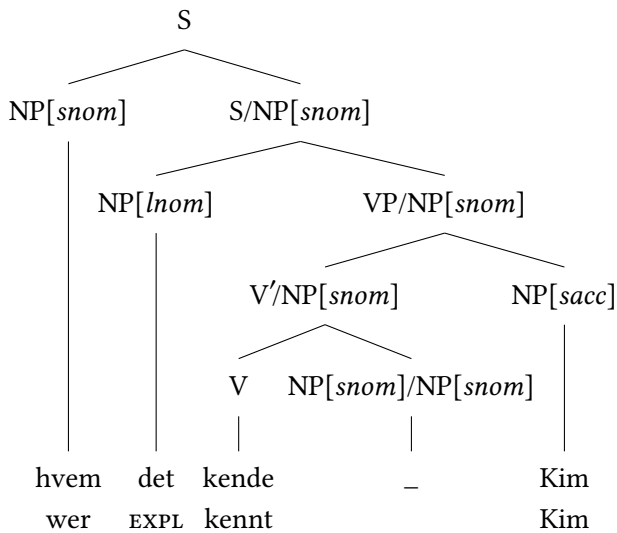 S
NP[snom] S/NP[snom]
NP[lnom] VP/NP[snom]
V′/NP[snom] NP[sacc]
V NP[snom]/NP[snom]
hvem det kende _ Kim
wer EXPL kennt Kim